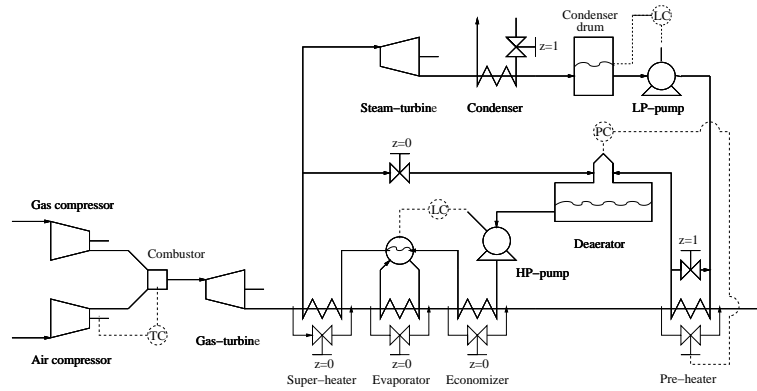 Condenser
drum
LC
z=1
Steam-turbine
Condenser
LP-pump
z=0
PC
Gas compressor
LC
Combustor
Deaerator
z=1
HP-pump
TC
Gas-turbine
Air compressor
z=0
z=0
z=0
Super-heater
Evaporator
Economizer
Pre-heater